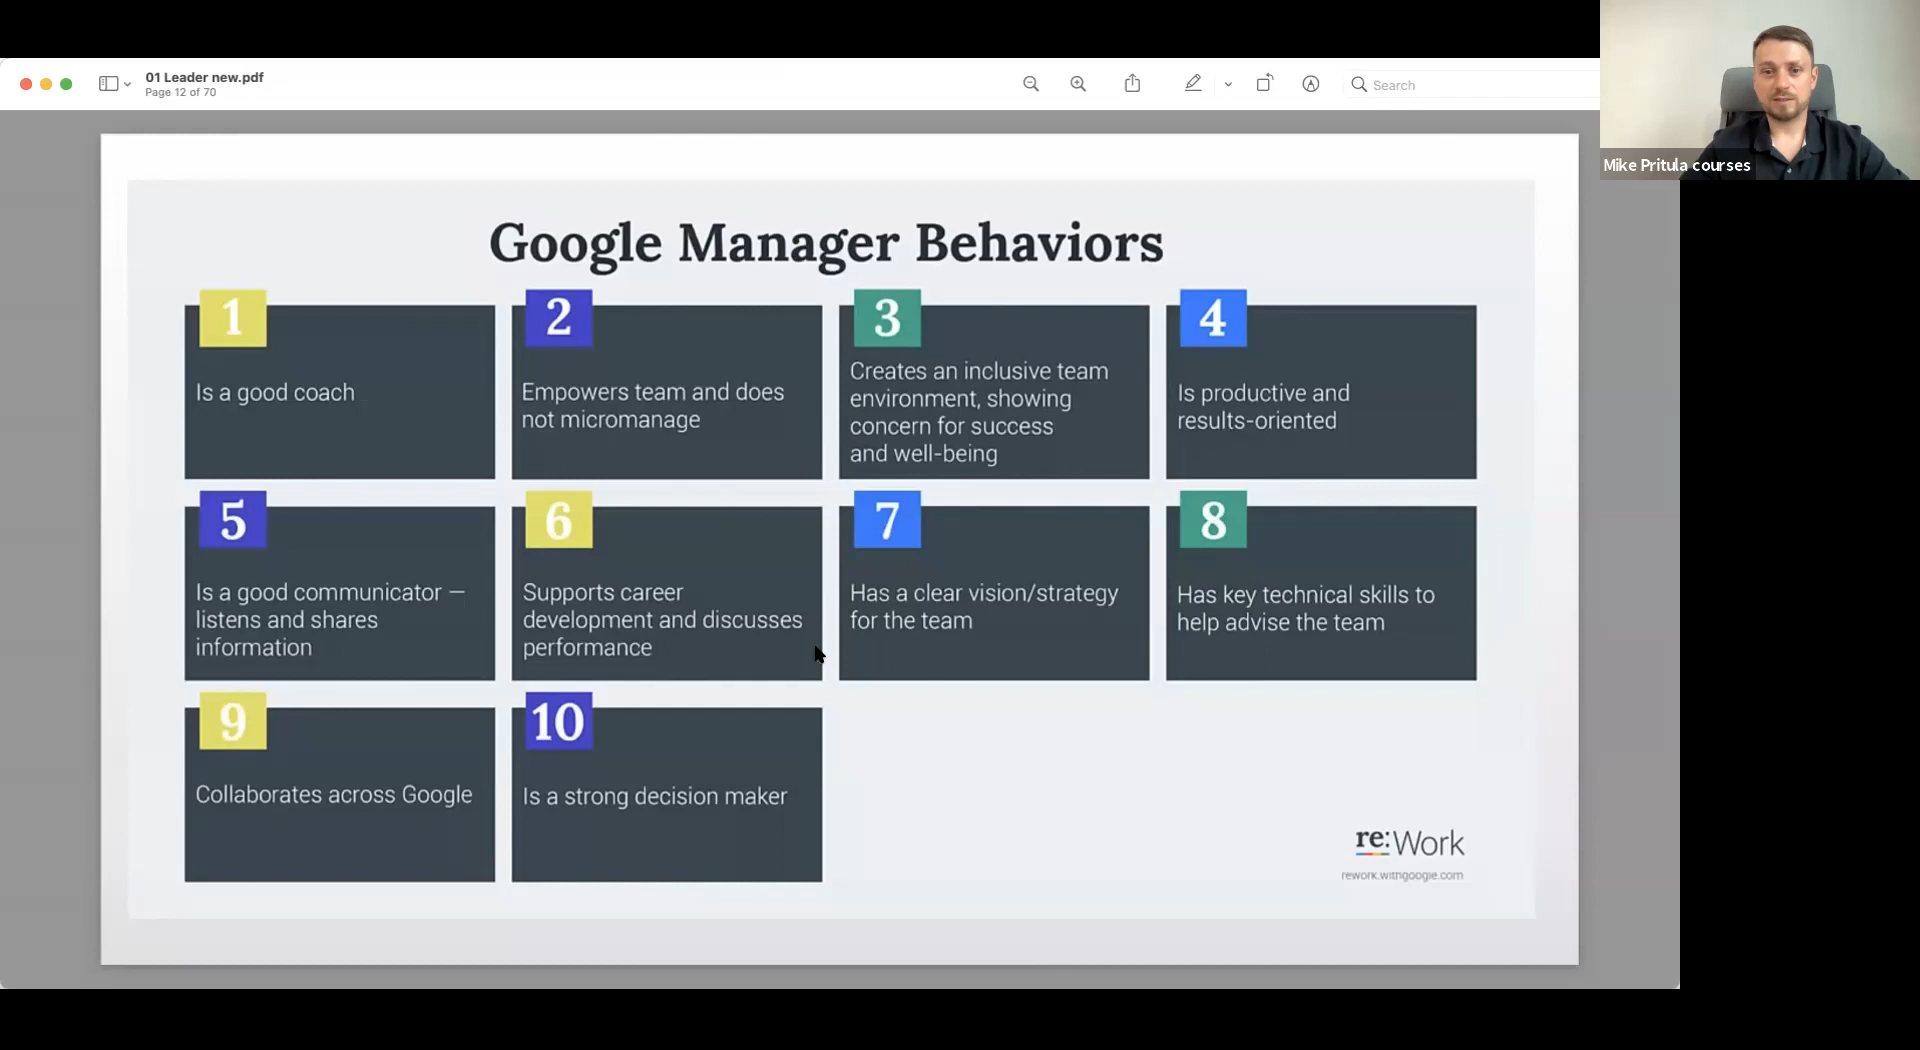 01 Leader new.pdf
Page 12 of 70
Search
Mike Pritula courses
Google Manager Behaviors
1
Is a good coach
2
Empowers team and does
not micromanage
3
Creates an inclusive team
environment, showing
concern for success
and well-being
4
Is productive and
results-oriented
5
Is a good communicator —
listens and shares
information
6
Supports career
development and discusses
performance
7
Has a clear vision/strategy
for the team
8
Has key technical skills to
help advise the team
9
Collaborates across Google
10
Is a strong decision maker
re:Work
rework.withgoogle.com